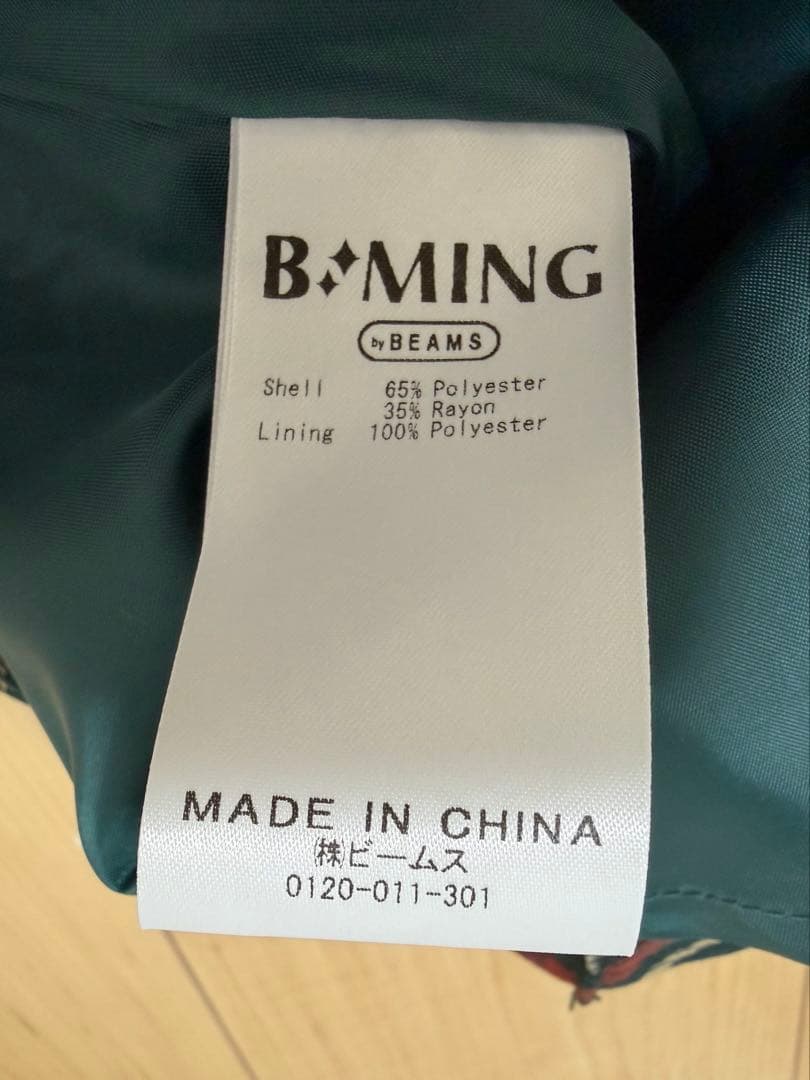 B:MING
by BEAMS
Shell 65% Polyester
35% Rayon
Lining 100% Polyester
MADE IN CHINA
㈱ビームス
0120-011-301